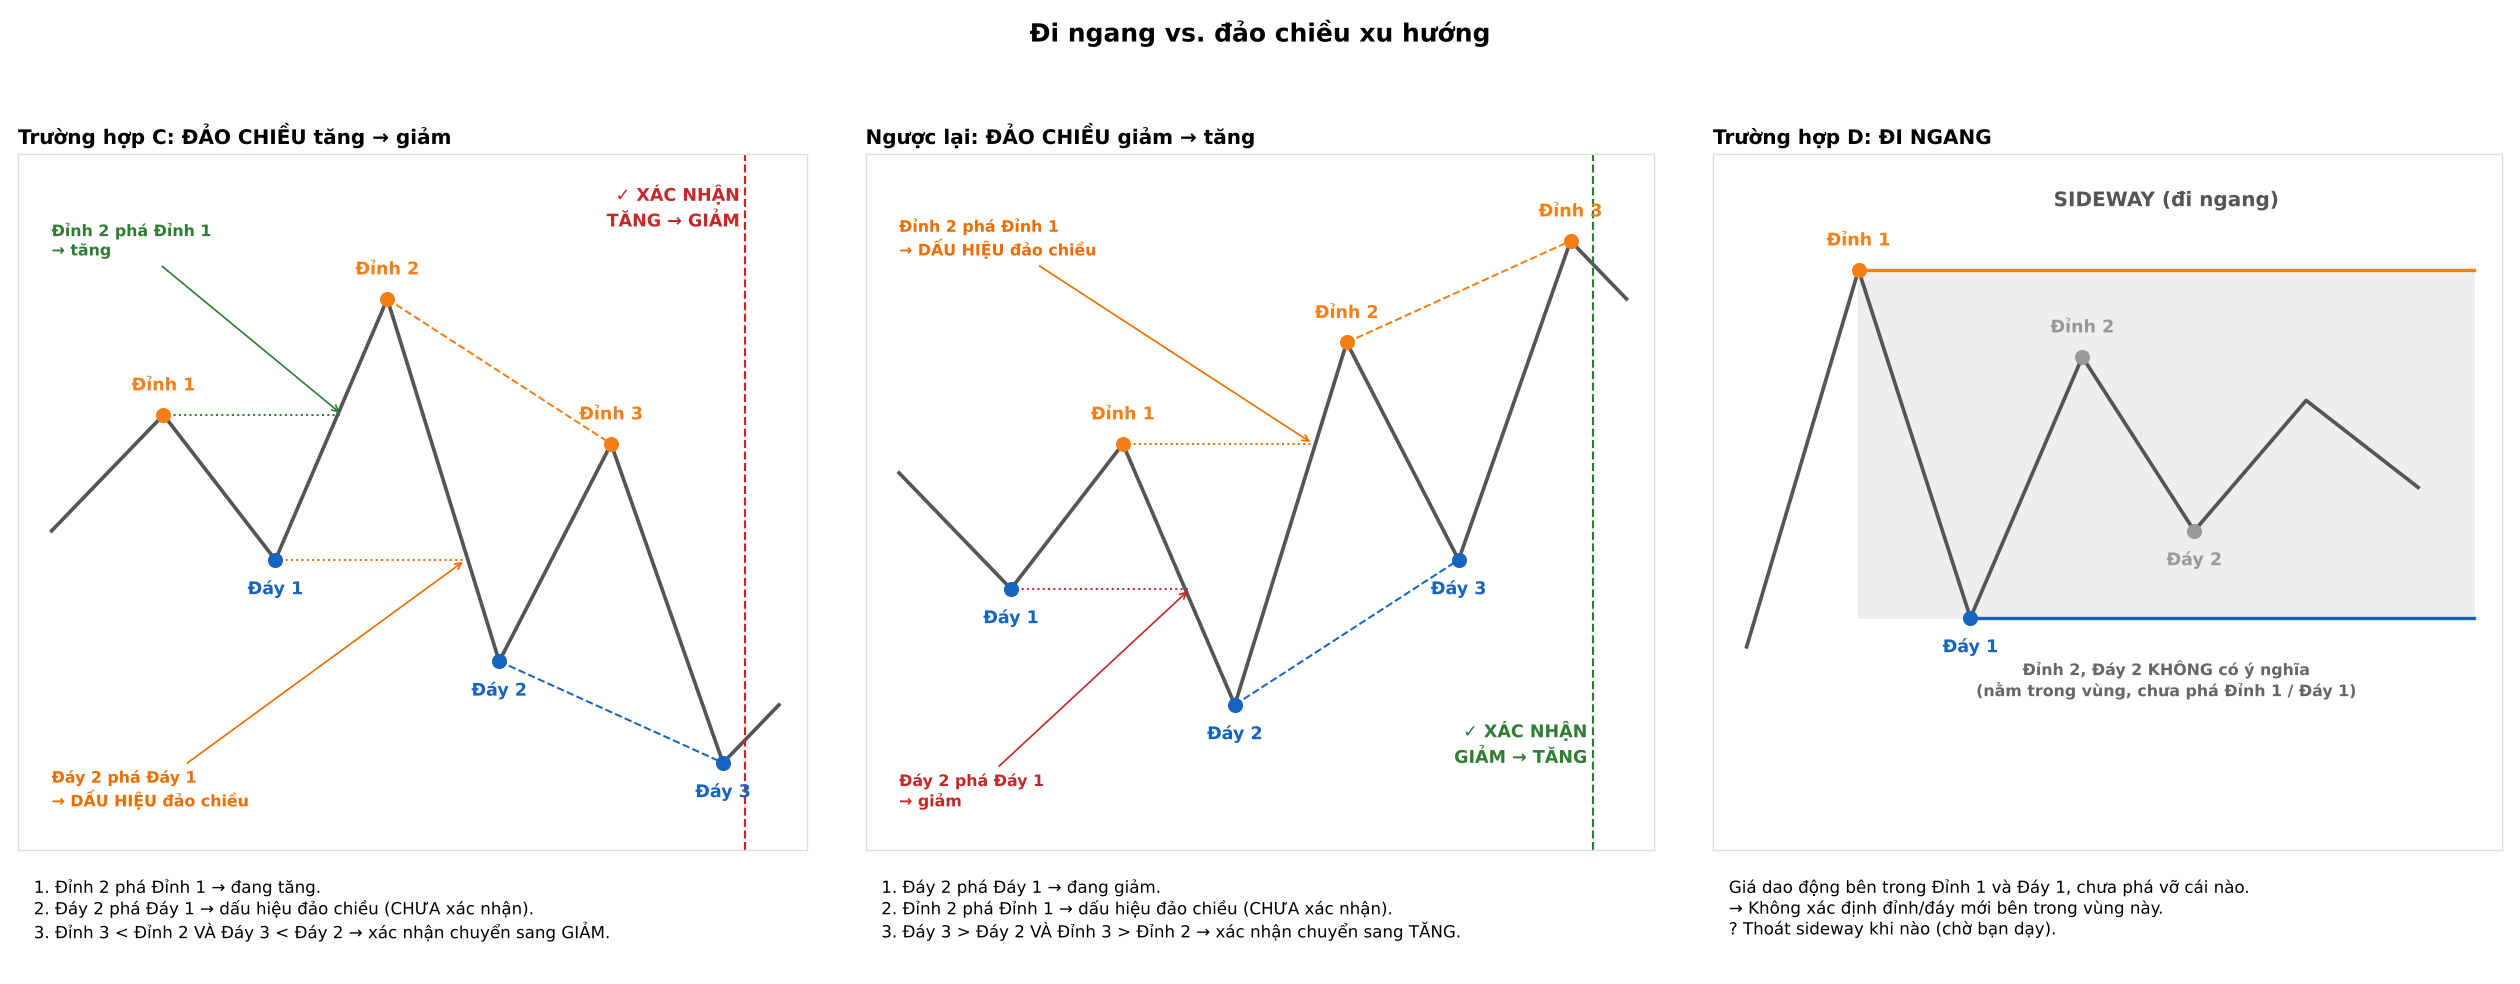 Đi ngang vs. đảo chiều xu hướng
Trường hợp C: ĐẢO CHIỀU tăng → giảm
✓ XÁC NHẬN
TĂNG → GIẢM
Đỉnh 2 phá Đỉnh 1
→ tăng
Đỉnh 2
Đỉnh 1
Đỉnh 3
Đáy 1
Đáy 2
Đáy 2 phá Đáy 1
→ DẤU HIỆU đảo chiều
Đáy 3
1. Đỉnh 2 phá Đỉnh 1 → đang tăng.
2. Đáy 2 phá Đáy 1 → dấu hiệu đảo chiều (CHƯA xác nhận).
3. Đỉnh 3 < Đỉnh 2 VÀ Đáy 3 < Đáy 2 → xác nhận chuyển sang GIẢM.
Ngược lại: ĐẢO CHIỀU giảm → tăng
Đỉnh 3
Đỉnh 2 phá Đỉnh 1
→ DẤU HIỆU đảo chiều
Đỉnh 2
Đỉnh 1
Đáy 3
Đáy 1
Đáy 2
✓ XÁC NHẬN
GIẢM → TĂNG
Đáy 2 phá Đáy 1
→ giảm
1. Đáy 2 phá Đáy 1 → đang giảm.
2. Đỉnh 2 phá Đỉnh 1 → dấu hiệu đảo chiều (CHƯA xác nhận).
3. Đáy 3 > Đáy 2 VÀ Đỉnh 3 > Đỉnh 2 → xác nhận chuyển sang TĂNG.
Trường hợp D: ĐI NGANG
SIDEWAY (đi ngang)
Đỉnh 1
Đỉnh 2
Đáy 2
Đáy 1
Đỉnh 2, Đáy 2 KHÔNG có ý nghĩa
(nằm trong vùng, chưa phá Đỉnh 1 / Đáy 1)
Giá dao động bên trong Đỉnh 1 và Đáy 1, chưa phá vỡ cái nào.
→ Không xác định đỉnh/đáy mới bên trong vùng này.
? Thoát sideway khi nào (chờ bạn dạy).